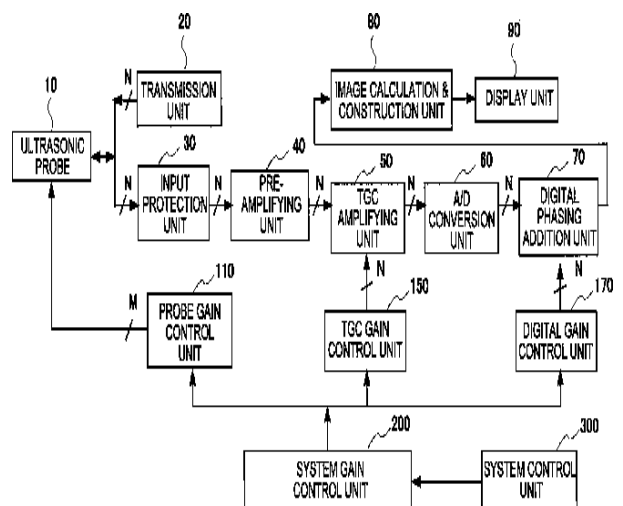 20
TRANSMISSION
UNIT
N
80
IMAGE CALCULATION &
CONSTRUCTION UNIT
90
DISPLAY UNIT
10
ULTRASONIC
PROBE
30
INPUT
PROTECTION
UNIT
N
N
40
PRE-
AMPLIFYING
UNIT
N
50
TGC
AMPLIFYING
UNIT
N
60
A/D
CONVERSION
UNIT
N
70
DIGITAL
PHASING
ADDITION UNIT
M
110
PROBE GAIN
CONTROL
UNIT
N
150
TGC GAIN
CONTROL UNIT
N
170
DIGITAL GAIN
CONTROL UNIT
200
SYSTEM GAIN
CONTROL UNIT
300
SYSTEM CONTROL
UNIT